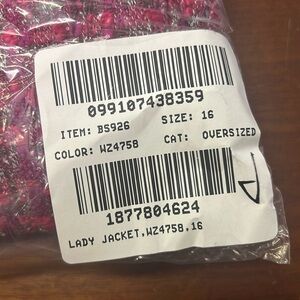 099107438359
ITEM: B5926 SIZE: 16
COLOR: WZ4758 CAT: OVERSIZED
1877804624
LADY JACKET,WZ4758,16